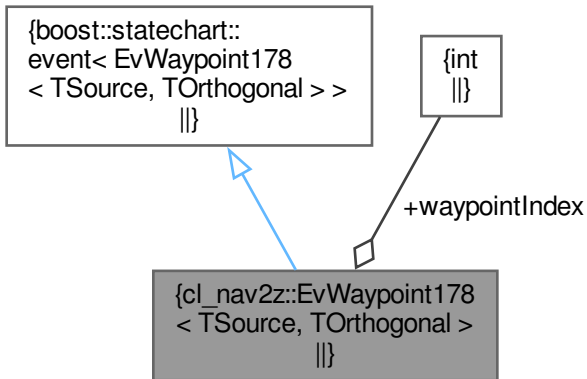 {boost::statechart::
event< EvWaypoint178
< TSource, TOrthogonal > >
||}
{int
||}
+waypointIndex
{cl_nav2z::EvWaypoint178
< TSource, TOrthogonal >
||}